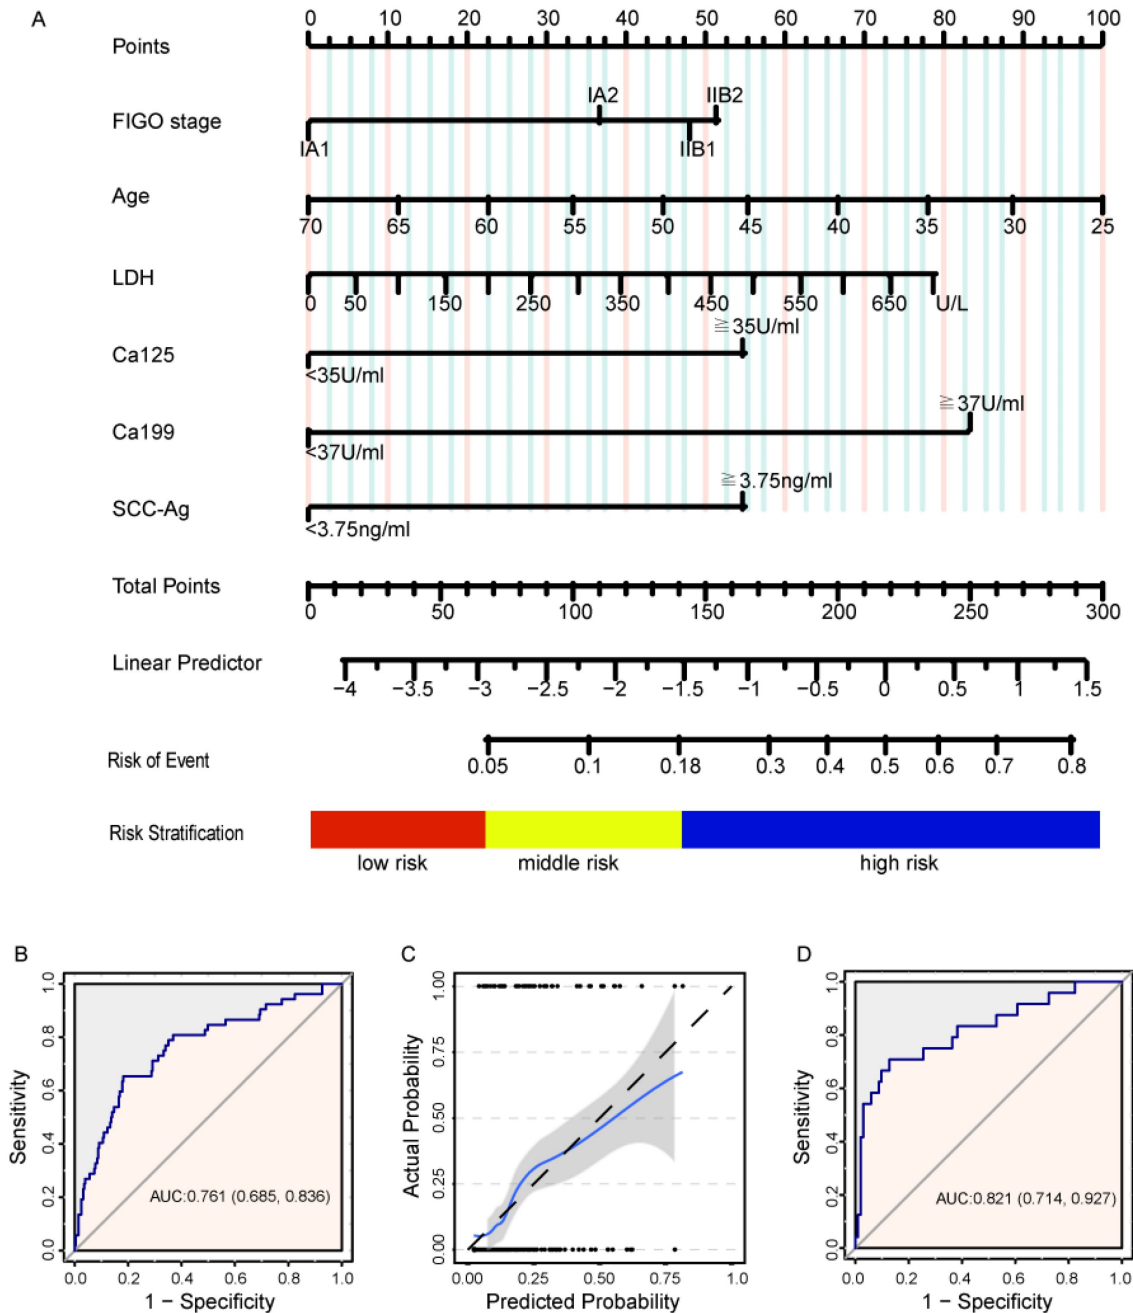 A
0 10 20 30 40 50 60 70 80 90 100
Points
IA2 IIB2
FIGO stage
IA1 IIB1
Age
70 65 60 55 50 45 40 35 30 25
LDH
0 50 150 250 350 450 550 650 U/L
≧35U/ml
Ca125
<35U/ml
≧37U/ml
Ca199
<37U/ml
≧3.75ng/ml
SCC-Ag
<3.75ng/ml
Total Points
0 50 100 150 200 250 300
Linear Predictor
−4 −3.5 −3 −2.5 −2 −1.5 −1 −0.5 0 0.5 1 1.5
Risk of Event
0.05 0.1 0.18 0.3 0.4 0.5 0.6 0.7 0.8
Risk Stratification
low risk middle risk high risk
B
Sensitivity
0.0 0.2 0.4 0.6 0.8 1.0
AUC:0.761 (0.685, 0.836)
0.0 0.2 0.4 0.6 0.8 1.0
1 − Specificity
C
Actual Probability
0.00 0.25 0.50 0.75 1.00
0.00 0.25 0.50 0.75 1.0
Predicted Probability
D
Sensitivity
0.0 0.2 0.4 0.6 0.8 1.0
AUC:0.821 (0.714, 0.927)
0.0 0.2 0.4 0.6 0.8 1.0
1 − Specificity